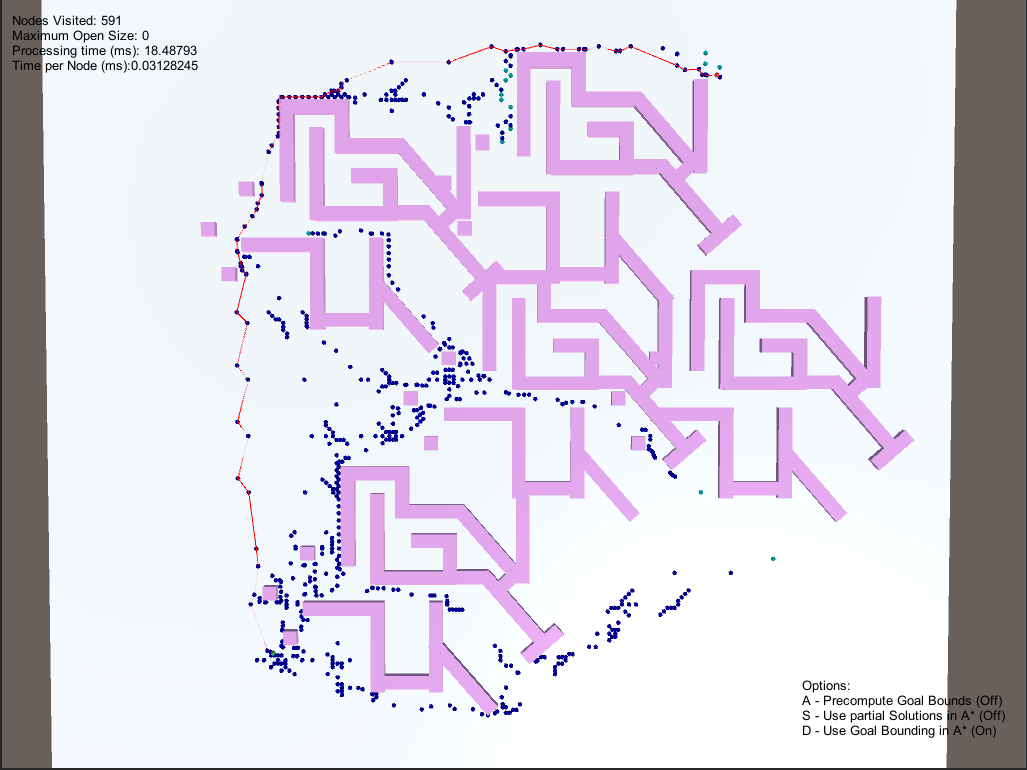 Nodes Visited: 591
Maximum Open Size: 0
Processing time (ms): 18.48793
Time per Node (ms):0.03128245
Options:
A - Precompute Goal Bounds (Off)
S - Use partial Solutions in A* (Off)
D - Use Goal Bounding in A* (On)